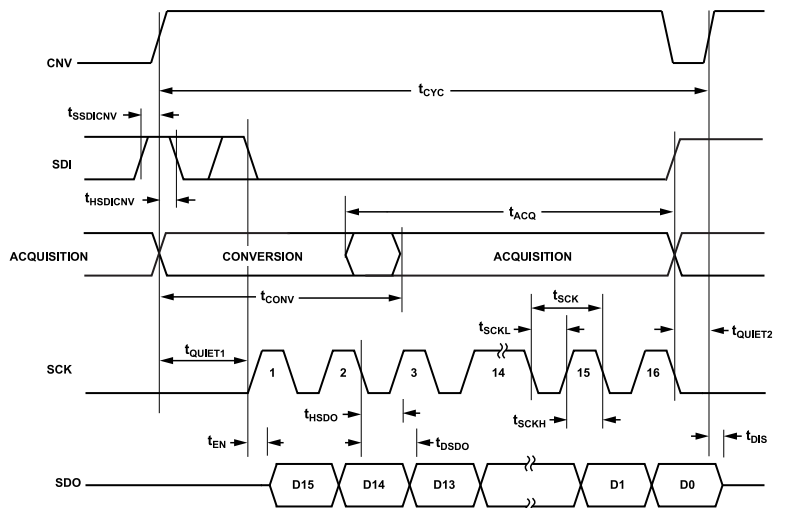 CNV
tCYC
tSSDICNV
SDI
tHSDICNV
tACQ
ACQUISITION CONVERSION ACQUISITION
tCONV
tSCK
tSCKL
tQUIET1
tQUIET2
SCK 1 2 3 14 15 16
tHSDO
tSCKH
tEN
tDSDO
tDIS
SDO D15 D14 D13 D1 D0